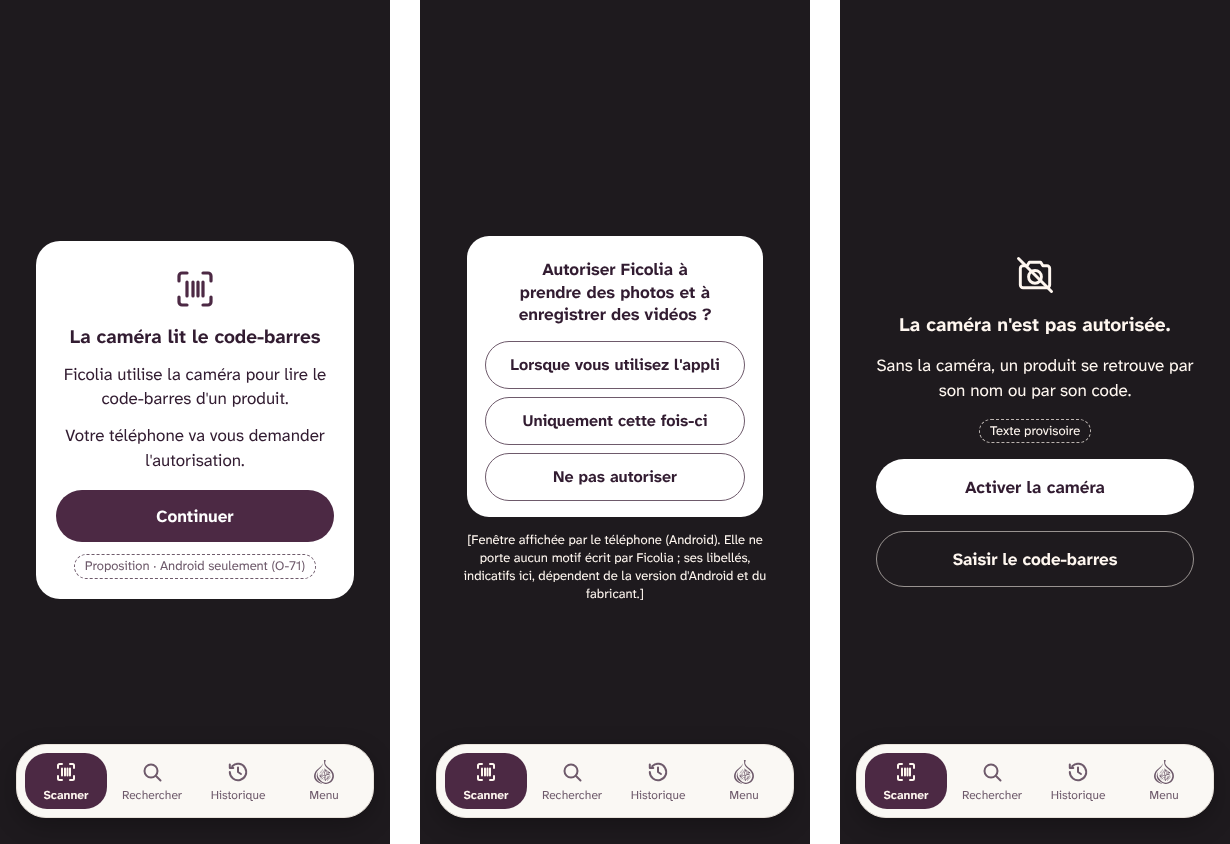 La caméra lit le code-barres
Ficolia utilise la caméra pour lire le
code-barres d'un produit.
Votre téléphone va vous demander
l'autorisation.
Continuer
Proposition · Android seulement (O-71)
Scanner
Rechercher
Historique
Menu
Autoriser Ficolia à
prendre des photos et à
enregistrer des vidéos ?
Lorsque vous utilisez l'appli
Uniquement cette fois-ci
Ne pas autoriser
[Fenêtre affichée par le téléphone (Android). Elle ne
porte aucun motif écrit par Ficolia ; ses libellés,
indicatifs ici, dépendent de la version d'Android et du
fabricant.]
Scanner
Rechercher
Historique
Menu
La caméra n'est pas autorisée.
Sans la caméra, un produit se retrouve par
son nom ou par son code.
Texte provisoire
Activer la caméra
Saisir le code-barres
Scanner
Rechercher
Historique
Menu